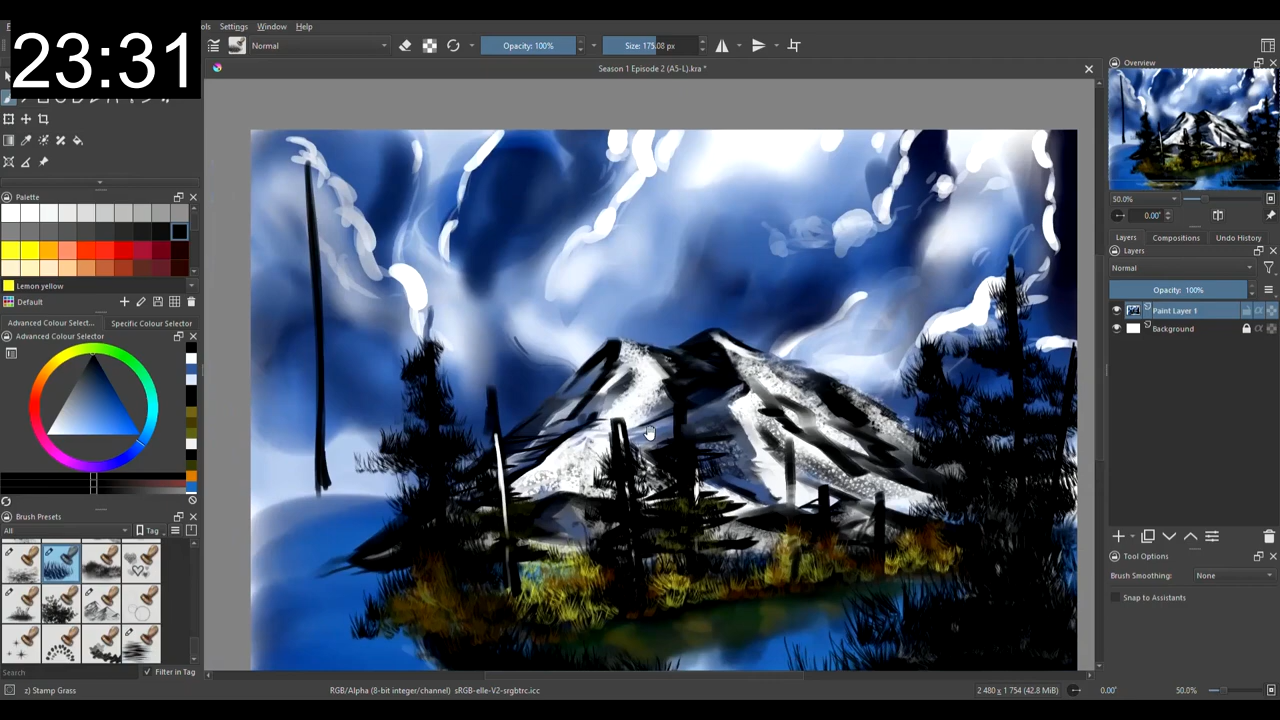 23:31
ols Settings Window Help
Normal
Opacity: 100%
Size: 175.08 px
Season 1 Episode 2 (A5-L).kra *
Overview
50.0%
0.00°
Layers Compositions Undo History
Layers
Normal
Opacity: 100%
Paint Layer 1
Background
Tool Options
Brush Smoothing: None
Snap to Assistants
Palette
Lemon yellow
Default
Advanced Colour Select... Specific Colour Selector
Advanced Colour Selector
Brush Presets
All
Tag
Search
Filter in Tag
z) Stamp Grass
RGB/Alpha (8-bit integer/channel) sRGB-elle-V2-srgbtrc.icc
2 480 x 1 754 (42.8 MiB)
0.00°
50.0%